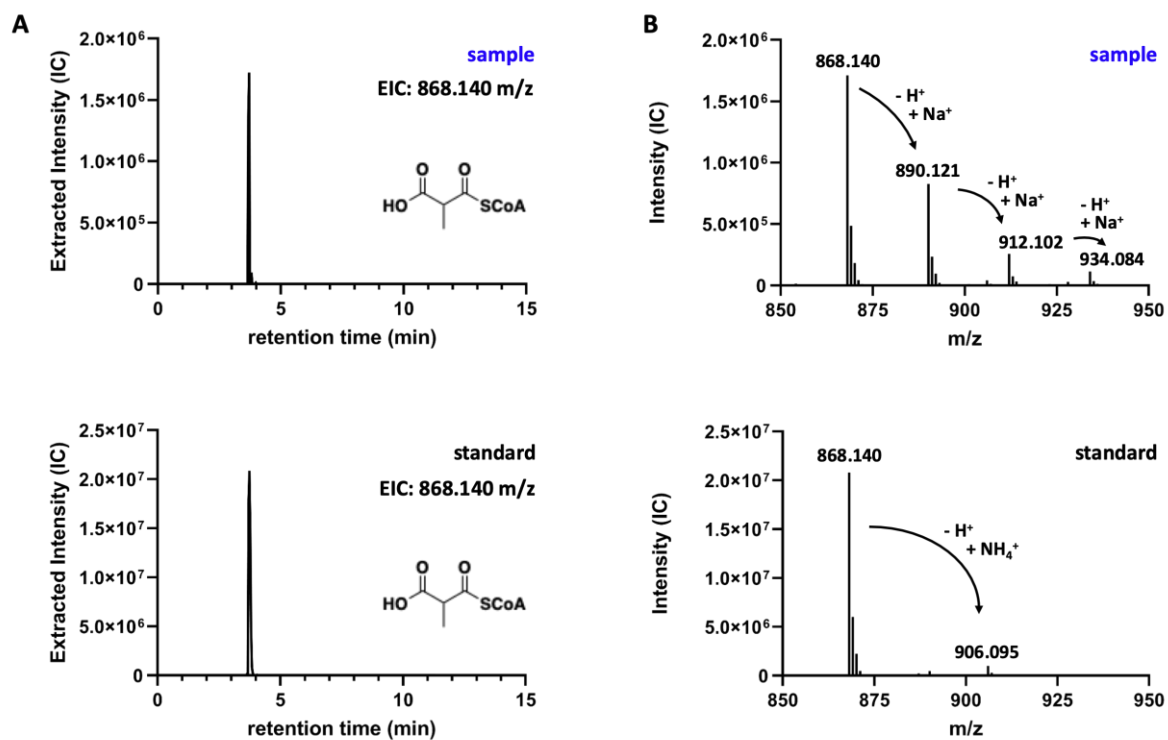 A
2.0×10⁶
1.5×10⁶
1.0×10⁶
5.0×10⁵
0
Extracted Intensity (IC)
sample
EIC: 868.140 m/z
O O
HO SCoA
0 5 10 15
retention time (min)
B
2.0×10⁶
1.5×10⁶
1.0×10⁶
5.0×10⁵
0
Intensity (IC)
sample
868.140
- H⁺
+ Na⁺
890.121
- H⁺
+ Na⁺
912.102
- H⁺
+ Na⁺
934.084
850 875 900 925 950
m/z
2.5×10⁷
2.0×10⁷
1.5×10⁷
1.0×10⁷
5.0×10⁶
0
Extracted Intensity (IC)
standard
EIC: 868.140 m/z
O O
HO SCoA
0 5 10 15
retention time (min)
2.5×10⁷
2.0×10⁷
1.5×10⁷
1.0×10⁷
5.0×10⁶
0
Intensity (IC)
standard
868.140
- H⁺
+ NH₄⁺
906.095
850 875 900 925 950
m/z